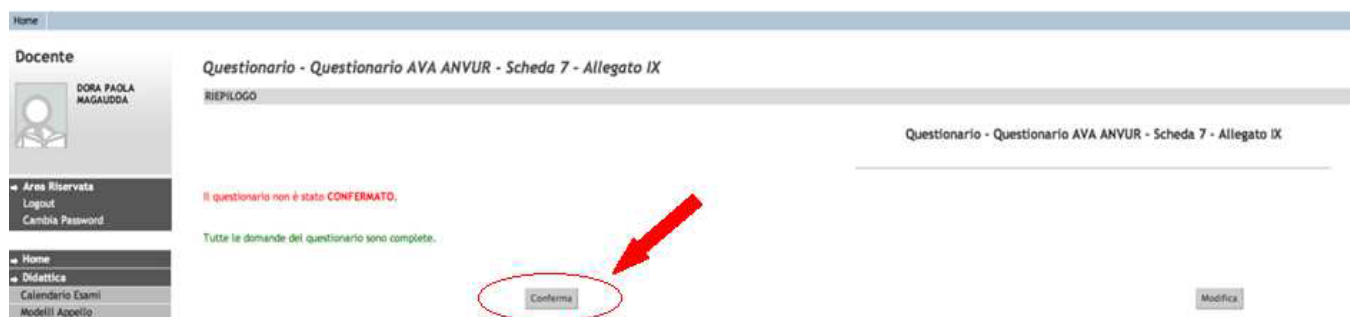 Home
Docente
DORA PAOLA
MAGAUDDA
Questionario - Questionario AVA ANVUR - Scheda 7 - Allegato IX
RIEPILOGO
Questionario - Questionario AVA ANVUR - Scheda 7 - Allegato IX
Area Riservata
Logout
Cambia Password
Il questionario non è stato CONFERMATO.
Tutte le domande del questionario sono complete.
Home
Didattica
Calendario Esami
Modelli Appello
Conferma
Modifica